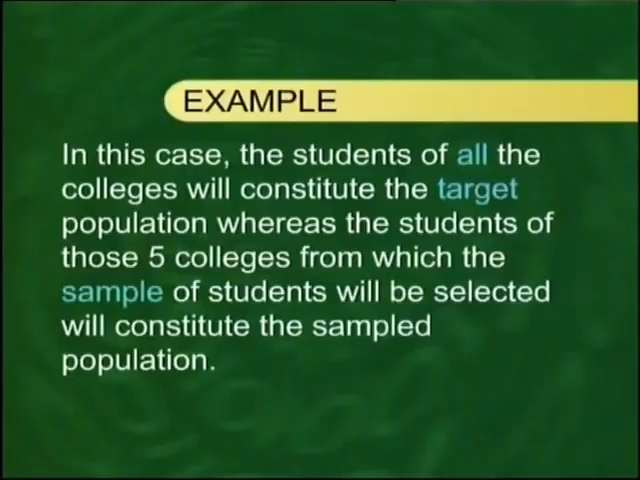 EXAMPLE
In this case, the students of all the
colleges will constitute the target
population whereas the students of
those 5 colleges from which the
sample of students will be selected
will constitute the sampled
population.